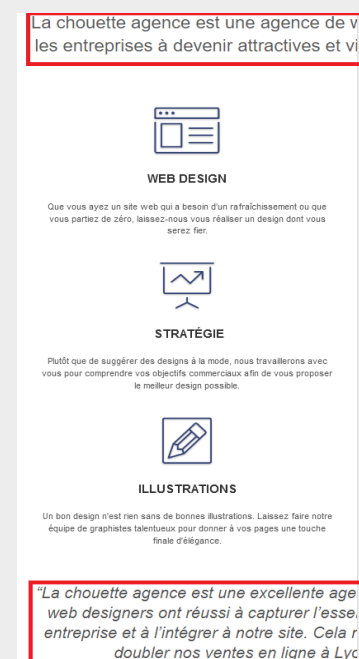 La chouette agence est une agence de
les entreprises à devenir attractives et
WEB DESIGN
Que vous ayez un site web qui a besoin d'un rafraîchissement ou que
vous partiez de zéro, laissez-nous vous réaliser un design dont vous
serez fier.
STRATÉGIE
Plutôt que de suggérer des designs à la mode, nous travaillerons avec
vous pour comprendre vos objectifs commerciaux afin de vous proposer
le meilleur design possible.
ILLUSTRATIONS
Un bon design n'est rien sans de bonnes illustrations. Laissez faire notre
équipe de graphistes talentueux pour donner à vos pages une touche
finale d'élégance.
"La chouette agence est une excellente
web designers ont réussi à capturer
entreprise et à l'intégrer à notre site. Cela
doubler nos ventes en ligne à